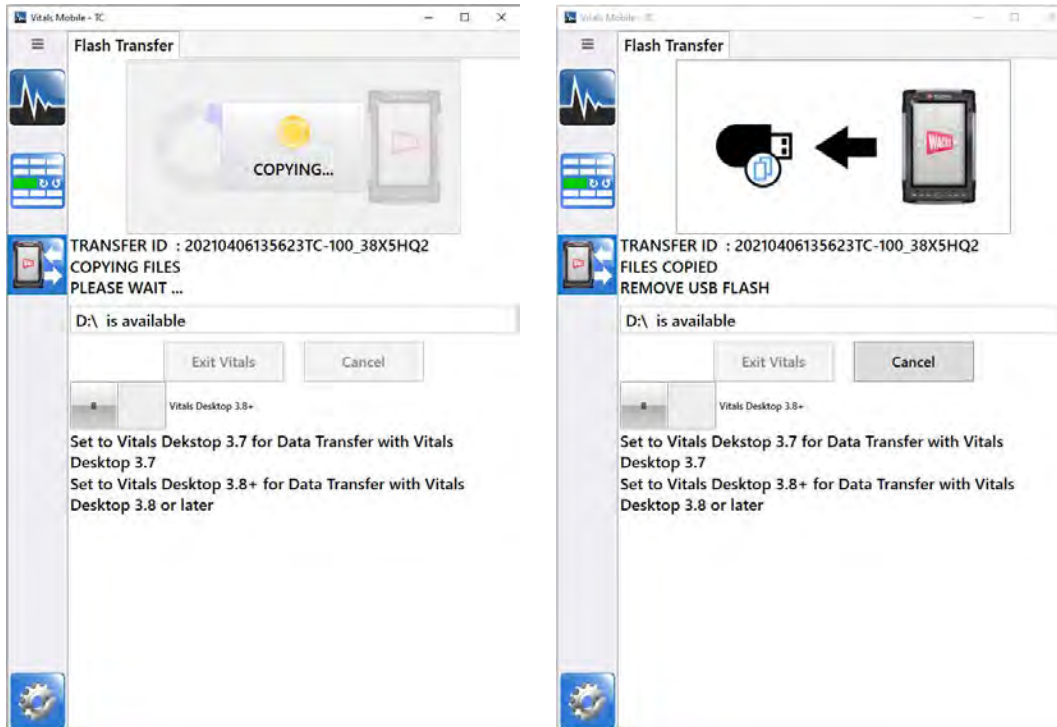 Vitals Mobile - TC
Flash Transfer
COPYING...
TRANSFER ID : 20210406135623TC-100_38X5HQ2
COPYING FILES
PLEASE WAIT ...
D:\ is available
Exit Vitals
Cancel
Vitals Desktop 3.8+
Set to Vitals Dekstop 3.7 for Data Transfer with Vitals
Desktop 3.7
Set to Vitals Desktop 3.8+ for Data Transfer with Vitals
Desktop 3.8 or later
Vitals Mobile - TC
Flash Transfer
WACHS
TRANSFER ID : 20210406135623TC-100_38X5HQ2
FILES COPIED
REMOVE USB FLASH
D:\ is available
Exit Vitals
Cancel
Vitals Desktop 3.8+
Set to Vitals Dekstop 3.7 for Data Transfer with Vitals
Desktop 3.7
Set to Vitals Desktop 3.8+ for Data Transfer with Vitals
Desktop 3.8 or later